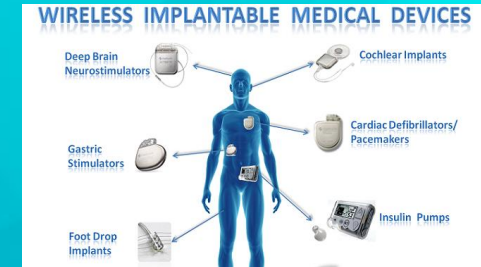 WIRELESS IMPLANTABLE MEDICAL DEVICES
Deep Brain
Neurostimulators
Cochlear Implants
Cardiac Defibrillators/
Pacemakers
Gastric
Stimulators
Insulin Pumps
Foot Drop
Implants